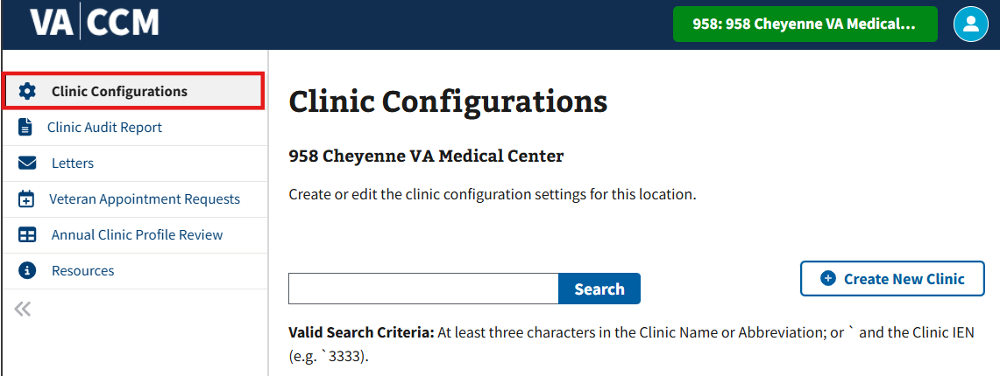 VA CCM
958: 958 Cheyenne VA Medical...
Clinic Configurations
Clinic Audit Report
Letters
Veteran Appointment Requests
Annual Clinic Profile Review
Resources
Clinic Configurations
958 Cheyenne VA Medical Center
Create or edit the clinic configuration settings for this location.
Search
Create New Clinic
Valid Search Criteria: At least three characters in the Clinic Name or Abbreviation; or ` and the Clinic IEN
(e.g. `3333).